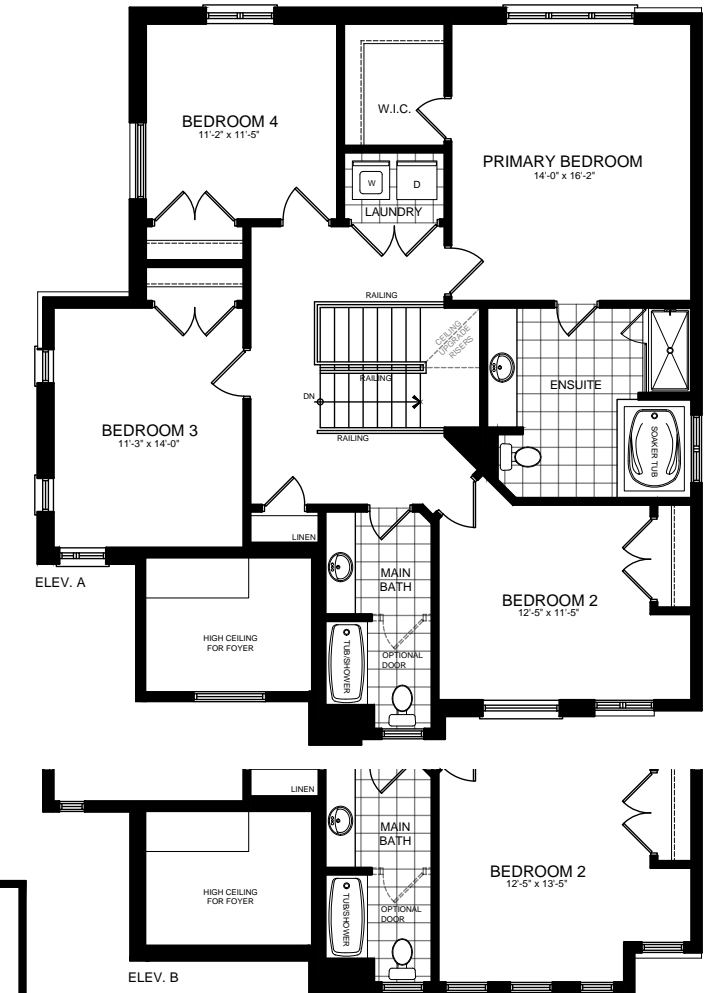 BEDROOM 4
11'-2" x 11'-5"
W.I.C.
PRIMARY BEDROOM
14'-0" x 16'-2"
W
D
LAUNDRY
RAILING
CEILING
UPGRADE
RISERS
RAILING
DN
RAILING
ENSUITE
SOAKER TUB
BEDROOM 3
11'-3" x 14'-0"
LINEN
ELEV. A
MAIN
BATH
BEDROOM 2
12'-5" x 11'-5"
HIGH CEILING
FOR FOYER
TUB/SHOWER
OPTIONAL
DOOR
LINEN
MAIN
BATH
BEDROOM 2
12'-5" x 13'-5"
HIGH CEILING
FOR FOYER
TUB/SHOWER
OPTIONAL
DOOR
ELEV. B